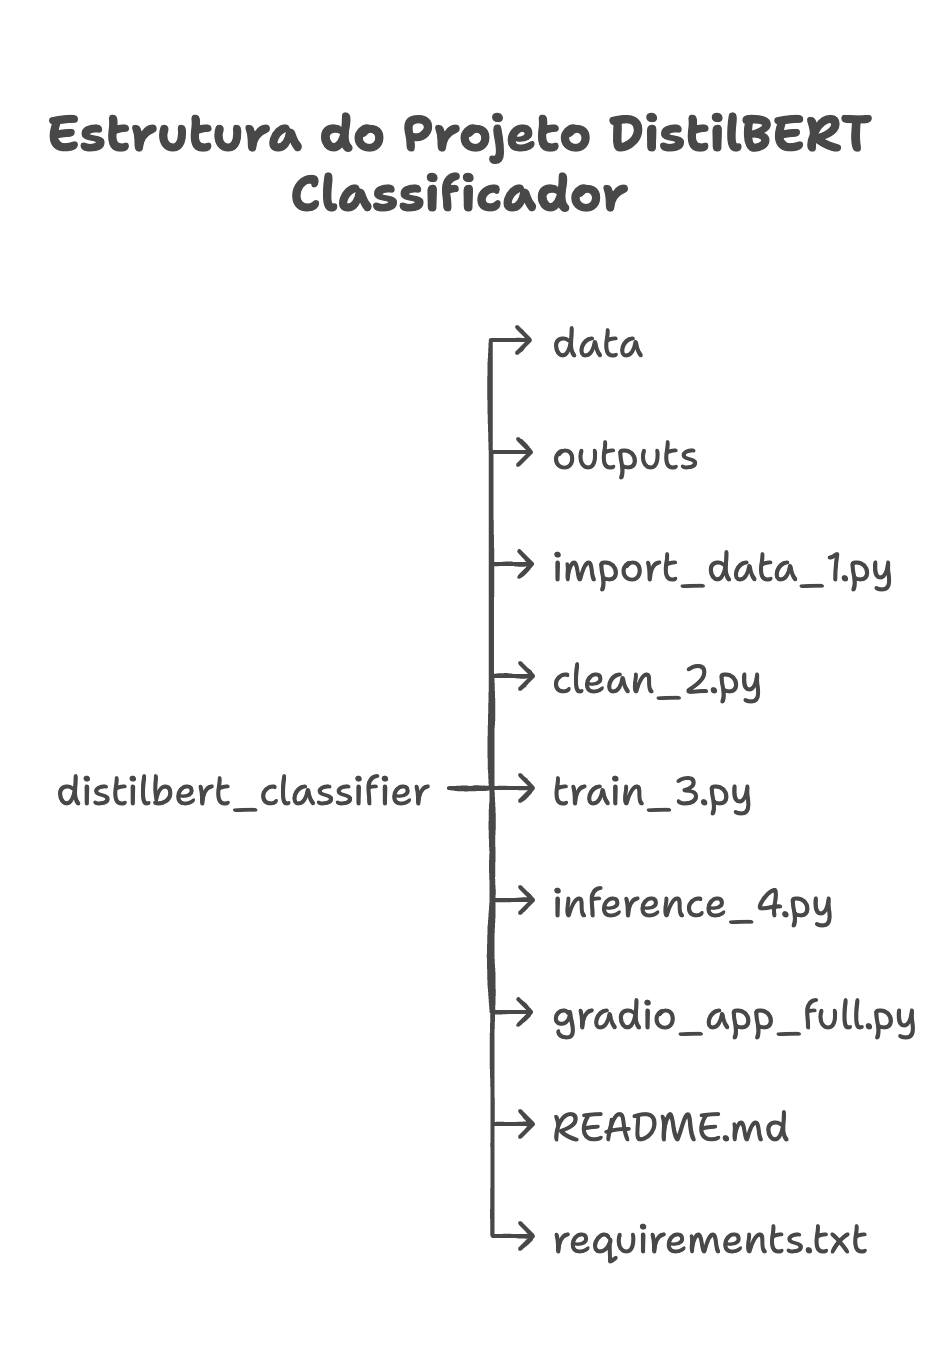 Estrutura do Projeto DistilBERT
Classificador
data
outputs
import_data_1.py
clean_2.py
distilbert_classifier
train_3.py
inference_4.py
gradio_app_full.py
README.md
requirements.txt